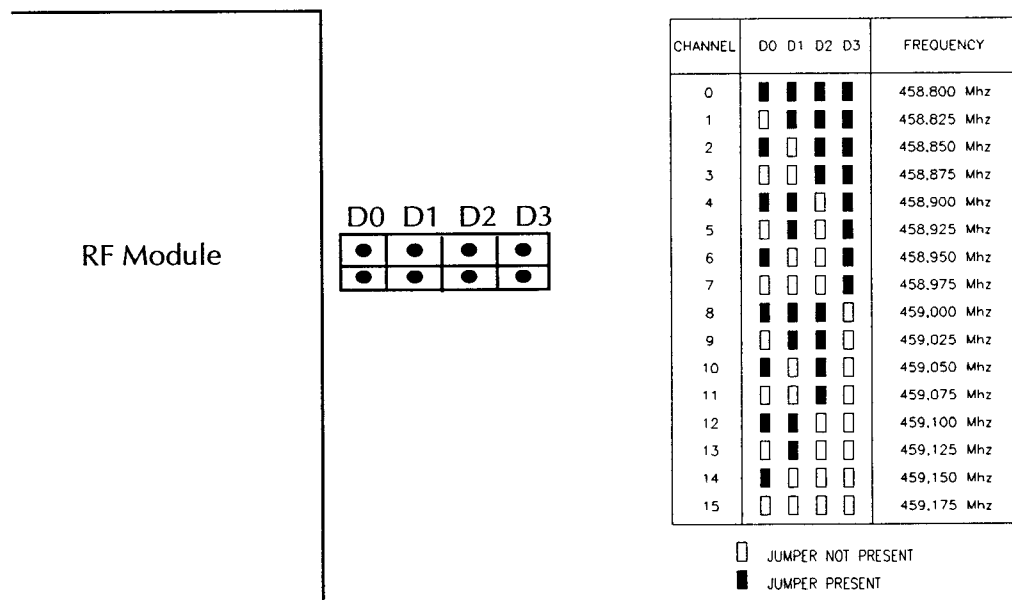 RF Module
D0 D1 D2 D3
CHANNEL D0 D1 D2 D3 FREQUENCY
0 458.800 Mhz
1 458.825 Mhz
2 458.850 Mhz
3 458.875 Mhz
4 458.900 Mhz
5 458.925 Mhz
6 458.950 Mhz
7 458.975 Mhz
8 459.000 Mhz
9 459.025 Mhz
10 459.050 Mhz
11 459.075 Mhz
12 459.100 Mhz
13 459.125 Mhz
14 459.150 Mhz
15 459.175 Mhz
JUMPER NOT PRESENT
JUMPER PRESENT